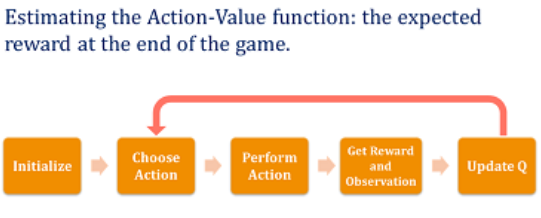 Estimating the Action-Value function: the expected
reward at the end of the game.
Initialize
Choose
Action
Perform
Action
Get Reward
and
Observation
Update Q